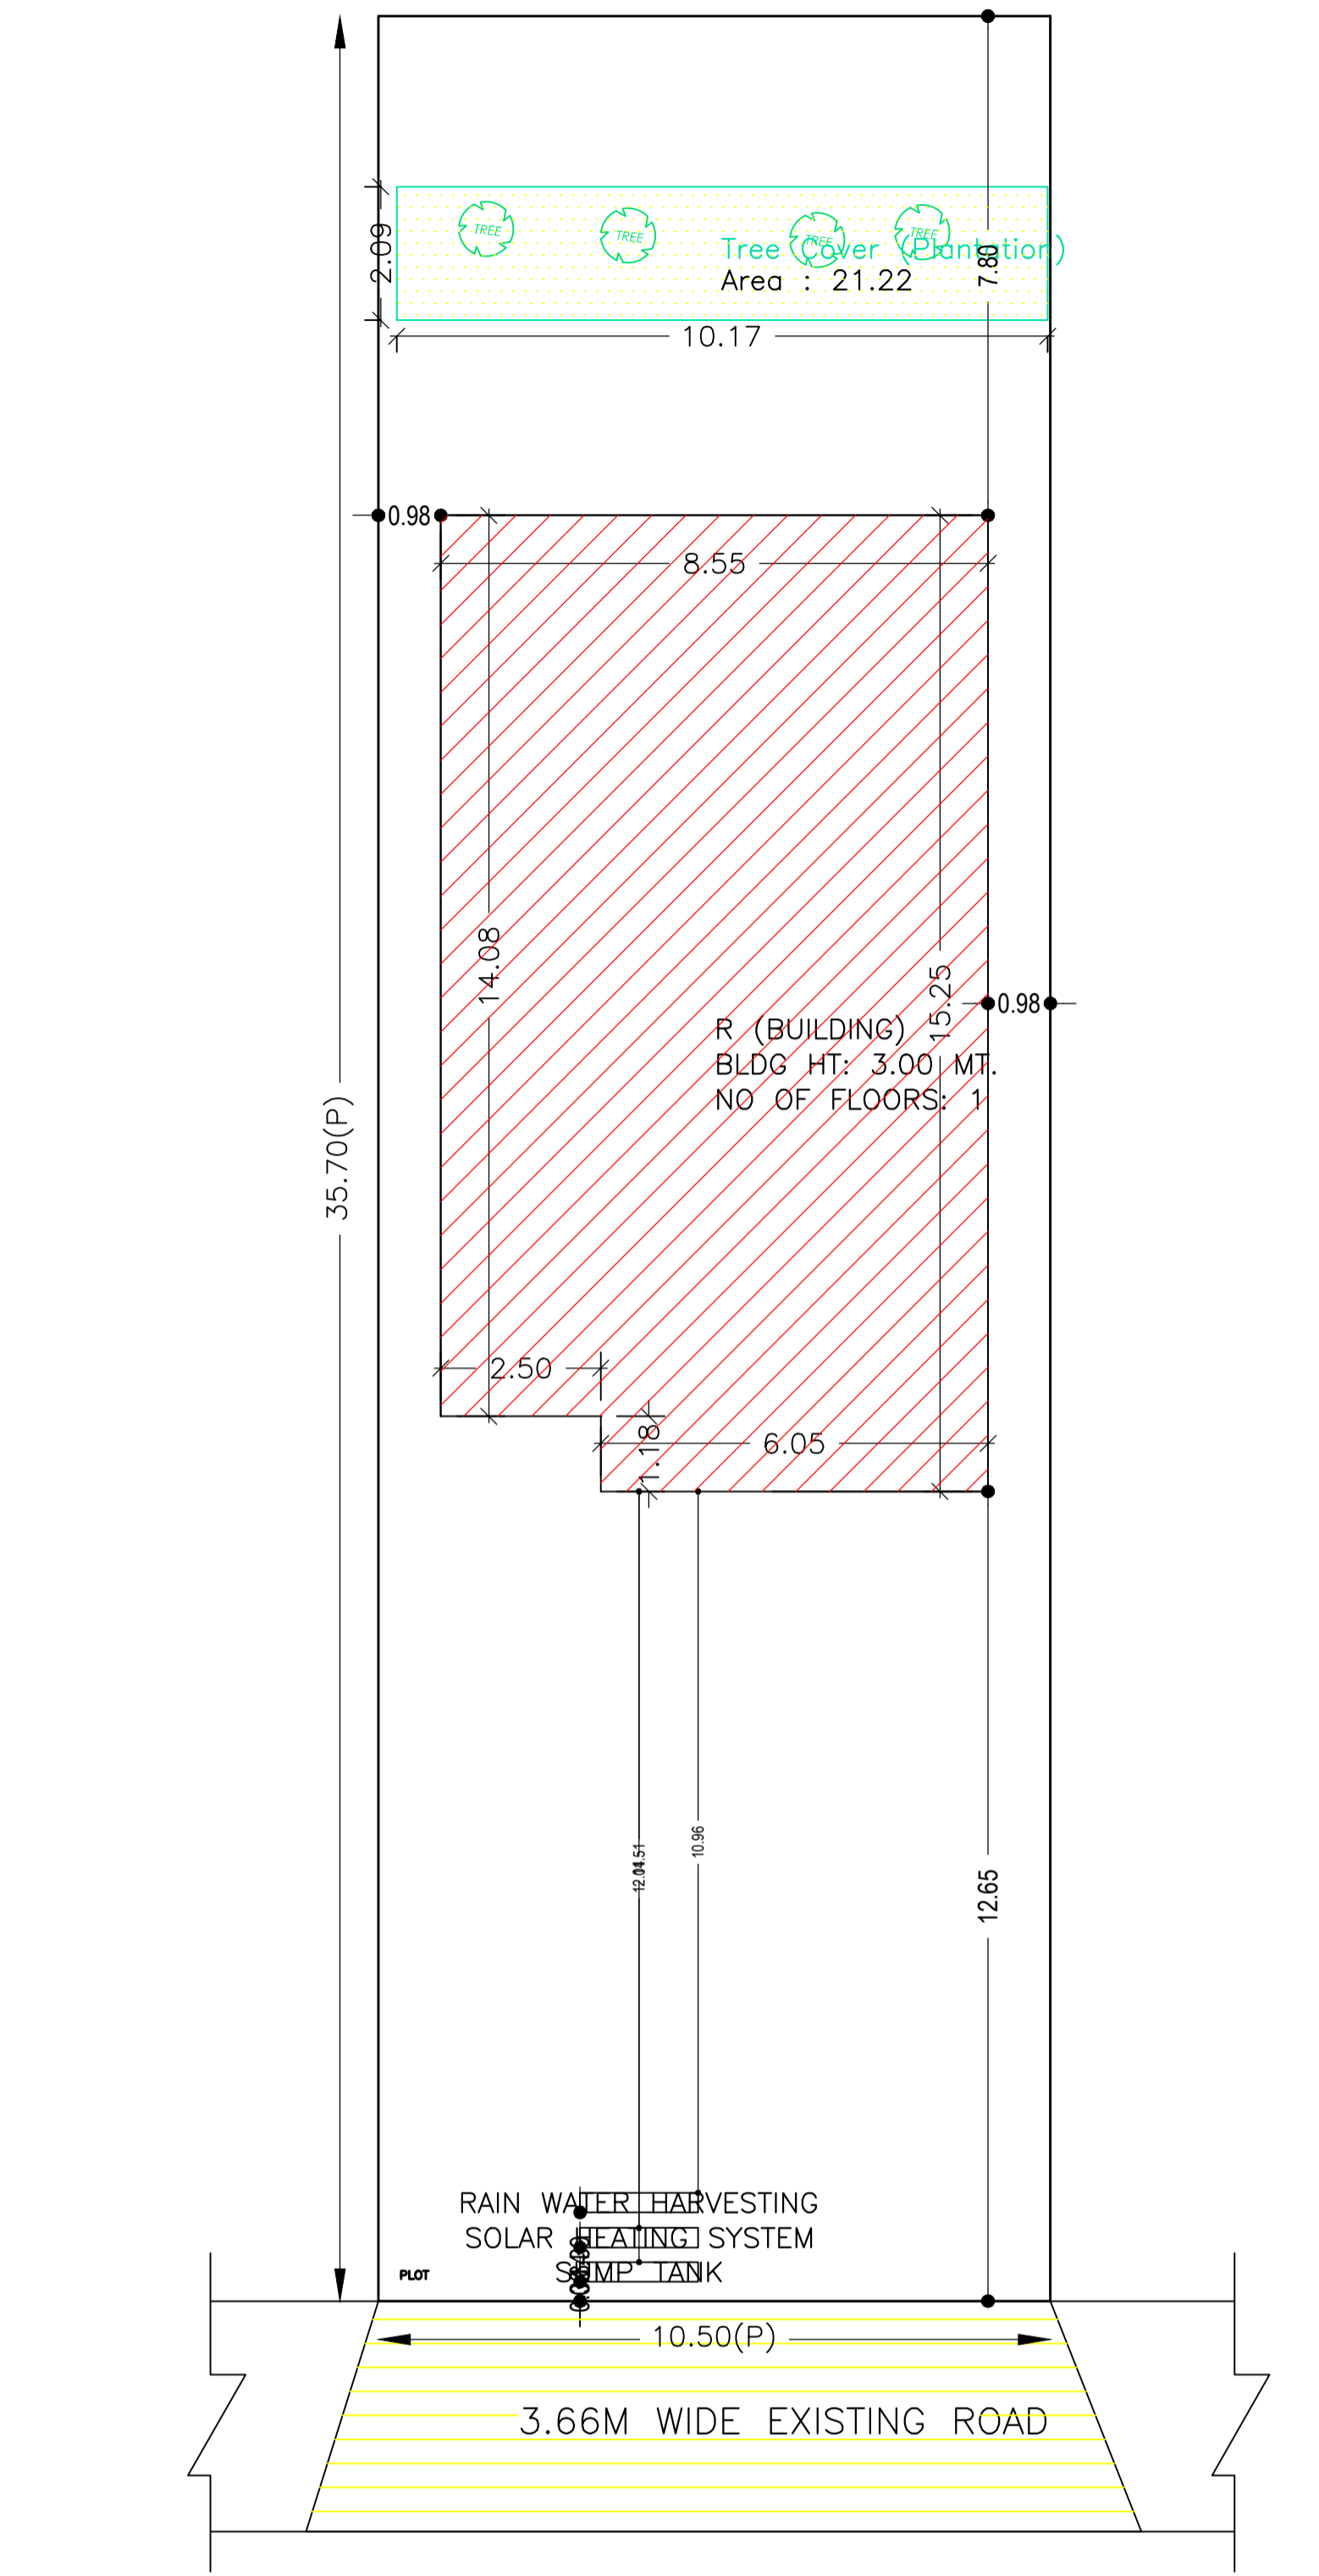 TREE
TREE
TREE
TREE
Tree Cover (Plantation)
Area : 21.22
2.09
7.80
10.17
0.98
8.55
14.08
15.25
0.98
R (BUILDING)
BLDG HT: 3.00 MT.
NO OF FLOORS: 1
35.70(P)
2.50
1.18
6.05
10.96
12.65
RAIN WATER HARVESTING
SOLAR HEATING SYSTEM
SUMP TANK
PLOT
10.50(P)
3.66M WIDE EXISTING ROAD